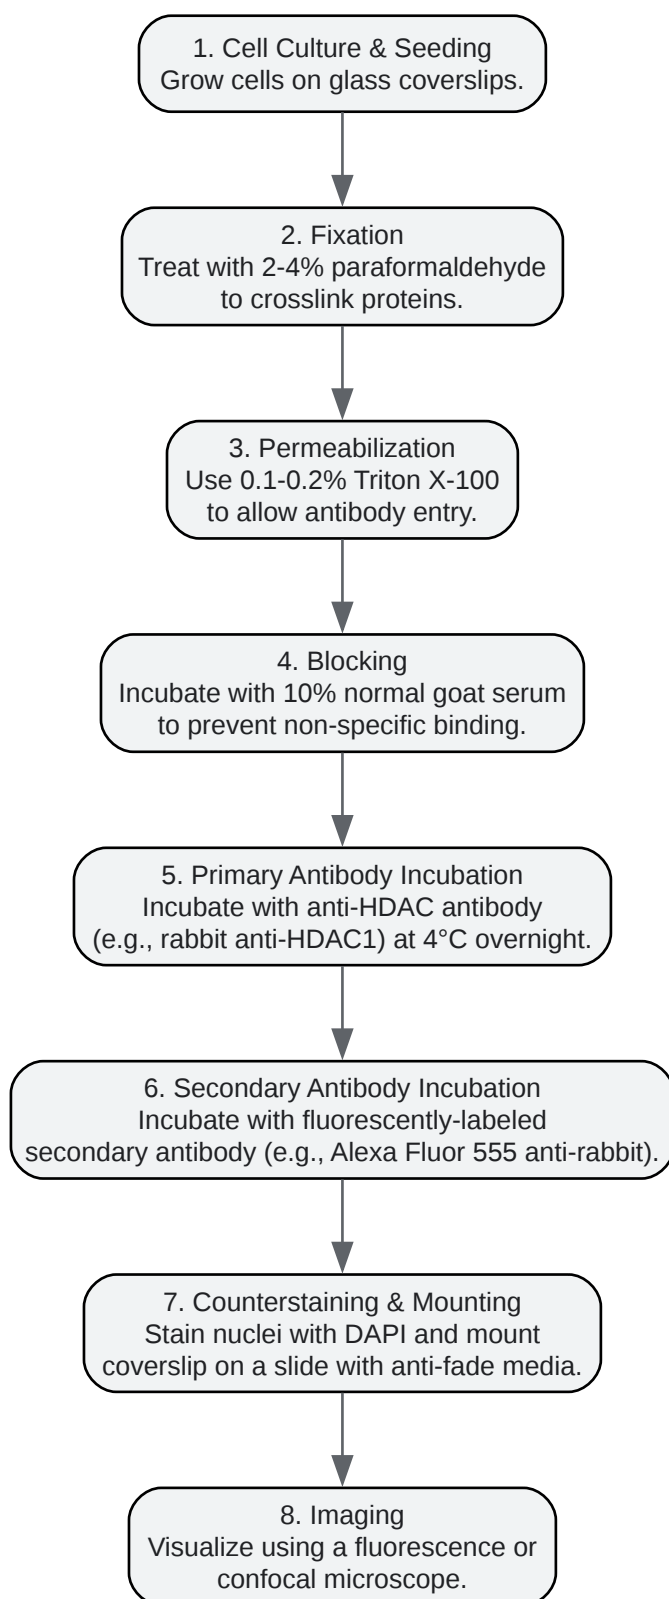 1. Cell Culture & Seeding
Grow cells on glass coverslips.
2. Fixation
Treat with 2-4% paraformaldehyde
to crosslink proteins.
3. Permeabilization
Use 0.1-0.2% Triton X-100
to allow antibody entry.
4. Blocking
Incubate with 10% normal goat serum
to prevent non-specific binding.
5. Primary Antibody Incubation
Incubate with anti-HDAC antibody
(e.g., rabbit anti-HDAC1) at 4°C overnight.
6. Secondary Antibody Incubation
Incubate with fluorescently-labeled
secondary antibody (e.g., Alexa Fluor 555 anti-rabbit).
7. Counterstaining & Mounting
Stain nuclei with DAPI and mount
coverslip on a slide with anti-fade media.
8. Imaging
Visualize using a fluorescence or
confocal microscope.